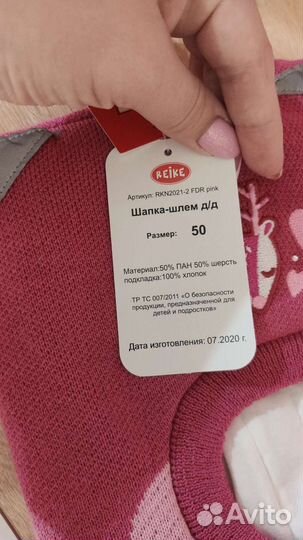 REIKE
Артикул: RKN2021-2 FDR pink
Шапка-шлем д/д
Размер: 50
Материал:50% ПАН 50% шерсть
подкладка:100% хлопок
ТР ТС 007/2011 «О безопасности
продукции, предназначенной для
детей и подростков»
Дата изготовления: 07.2020 г.
Avito